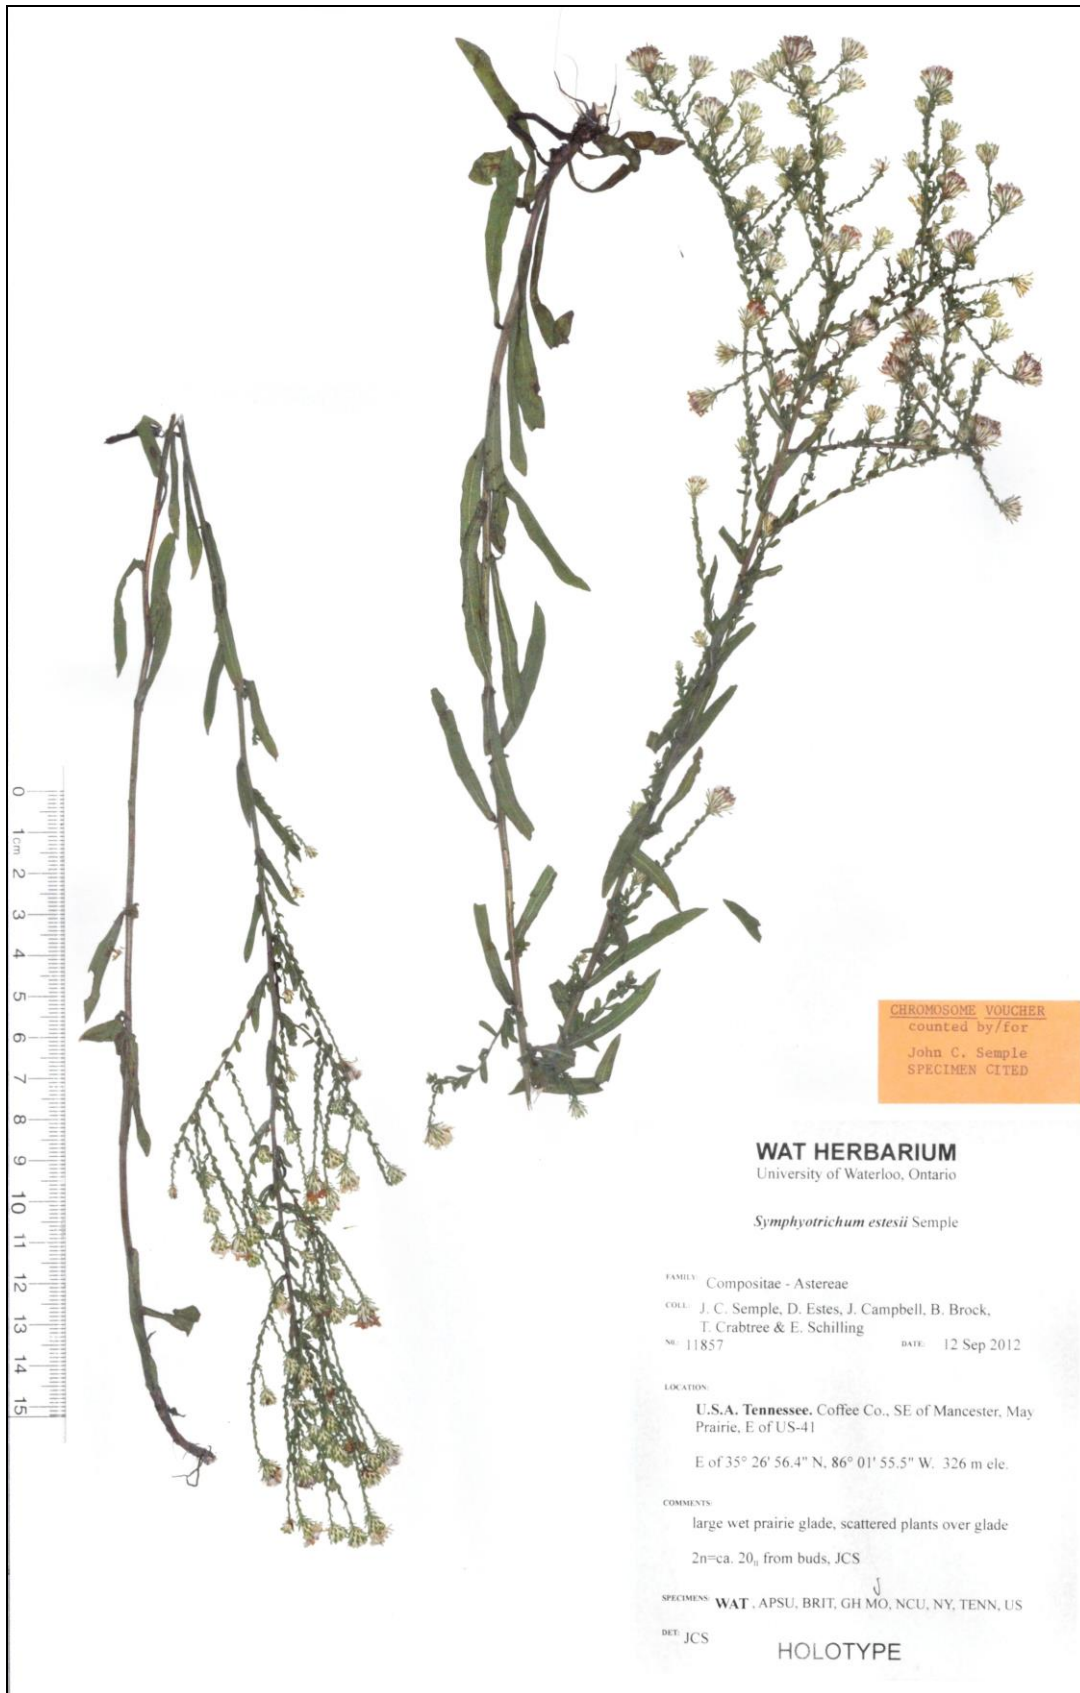 0
1cm
2
3
4
5
6
7
8
9
10
11
12
13
14
15
CHROMOSOME VOUCHER
counted by/for
John C. Semple
SPECIMEN CITED
WAT HERBARIUM
University of Waterloo, Ontario
Symphyotrichum estesii Semple
FAMILY: Compositae - Astereae
COLL: J. C. Semple, D. Estes, J. Campbell, B. Brock,
T. Crabtree & E. Schilling
NO: 11857 DATE: 12 Sep 2012
LOCATION:
U.S.A. Tennessee. Coffee Co., SE of Mancester, May
Prairie, E of US-41
E of 35° 26' 56.4" N, 86° 01' 55.5" W. 326 m ele.
COMMENTS:
large wet prairie glade, scattered plants over glade
2n=ca. 20II from buds, JCS
SPECIMENS: WAT, APSU, BRIT, GH MO, NCU, NY, TENN, US
DET: JCS
HOLOTYPE